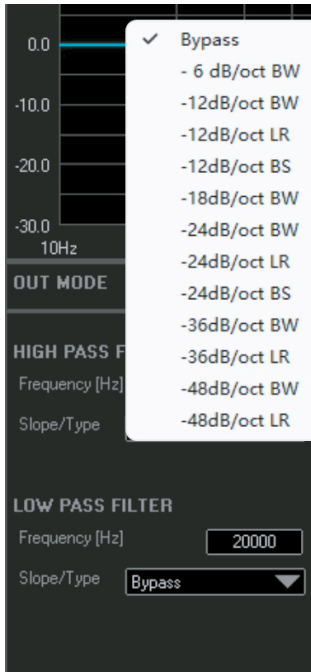 0.0
-10.0
-20.0
-30.0
10Hz
Bypass
- 6 dB/oct BW
-12dB/oct BW
-12dB/oct LR
-12dB/oct BS
-18dB/oct BW
-24dB/oct BW
-24dB/oct LR
-24dB/oct BS
-36dB/oct BW
-36dB/oct LR
-48dB/oct BW
-48dB/oct LR
OUT MODE
HIGH PASS F
Frequency [Hz]
Slope/Type
LOW PASS FILTER
Frequency [Hz] 20000
Slope/Type Bypass